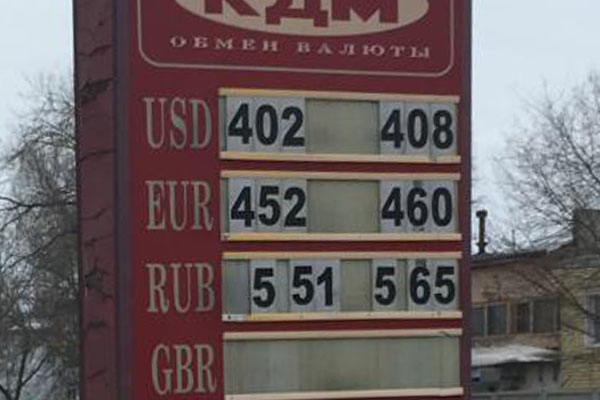 КДМ
ОБМЕН ВАЛЮТЫ
USD 402 408
EUR 452 460
RUB 5 51 5 65
GBR